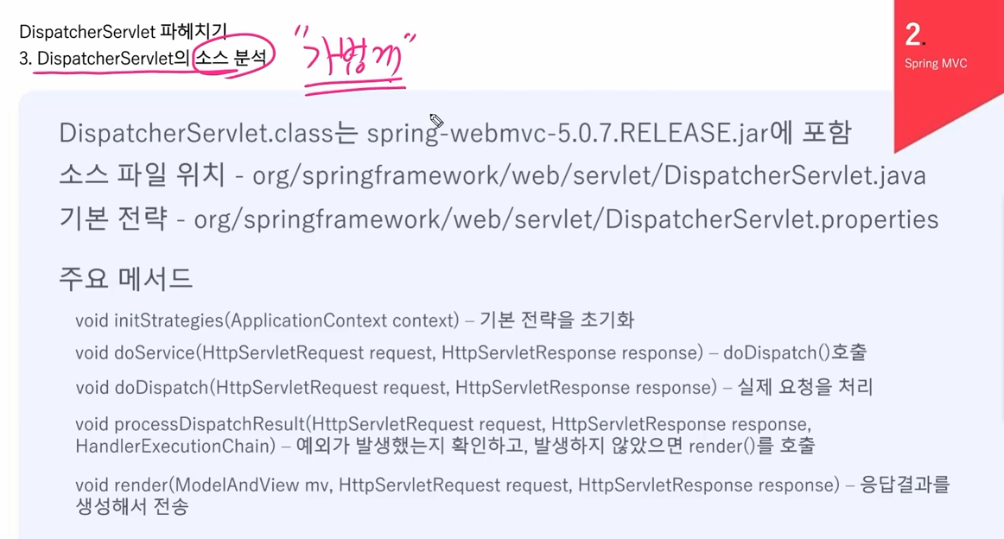 DispatcherServlet 파헤치기
3. DispatcherServlet의 소스 분석
"가볍게"
2.
Spring MVC
DispatcherServlet.class는 spring-webmvc-5.0.7.RELEASE.jar에 포함
소스 파일 위치 - org/springframework/web/servlet/DispatcherServlet.java
기본 전략 - org/springframework/web/servlet/DispatcherServlet.properties
주요 메서드
void initStrategies(ApplicationContext context) – 기본 전략을 초기화
void doService(HttpServletRequest request, HttpServletResponse response) – doDispatch()호출
void doDispatch(HttpServletRequest request, HttpServletResponse response) – 실제 요청을 처리
void processDispatchResult(HttpServletRequest request, HttpServletResponse response,
HandlerExecutionChain) – 예외가 발생했는지 확인하고, 발생하지 않았으면 render()를 호출
void render(ModelAndView mv, HttpServletRequest request, HttpServletResponse response) – 응답결과를
생성해서 전송